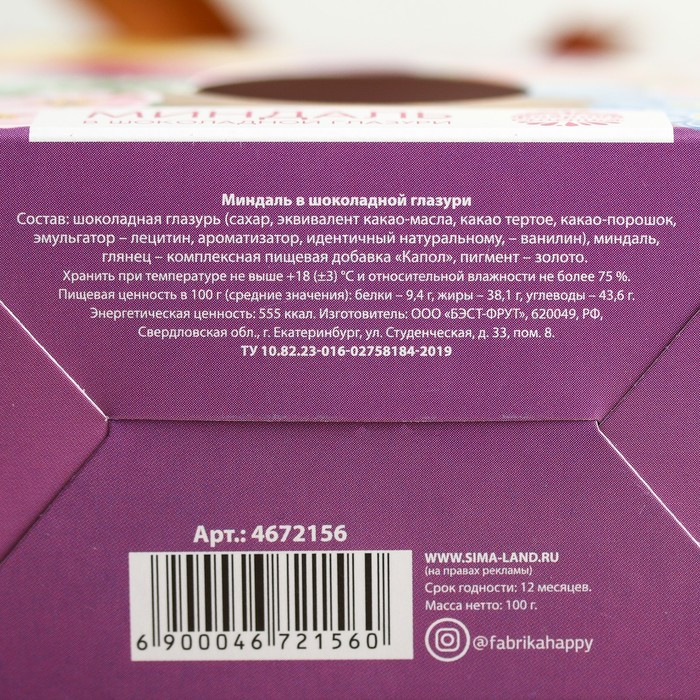 МИНДАЛЬ
В ШОКОЛАДНОЙ ГЛАЗУРИ
Миндаль в шоколадной глазури
Состав: шоколадная глазурь (сахар, эквивалент какао-масла, какао тертое, какао-порошок,
эмульгатор – лецитин, ароматизатор, идентичный натуральному, – ванилин), миндаль,
глянец – комплексная пищевая добавка «Капол», пигмент – золото.
Хранить при температуре не выше +18 (±3) °С и относительной влажности не более 75 %.
Пищевая ценность в 100 г (средние значения): белки – 9,4 г, жиры – 38,1 г, углеводы – 43,6 г.
Энергетическая ценность: 555 ккал. Изготовитель: ООО «БЭСТ-ФРУТ», 620049, РФ,
Свердловская обл., г. Екатеринбург, ул. Студенческая, д. 33, пом. 8.
ТУ 10.82.23-016-02758184-2019
Арт.: 4672156
6 900046 721560
WWW.SIMA-LAND.RU
(на правах рекламы)
Срок годности: 12 месяцев.
Масса нетто: 100 г.
@fabrikahappy